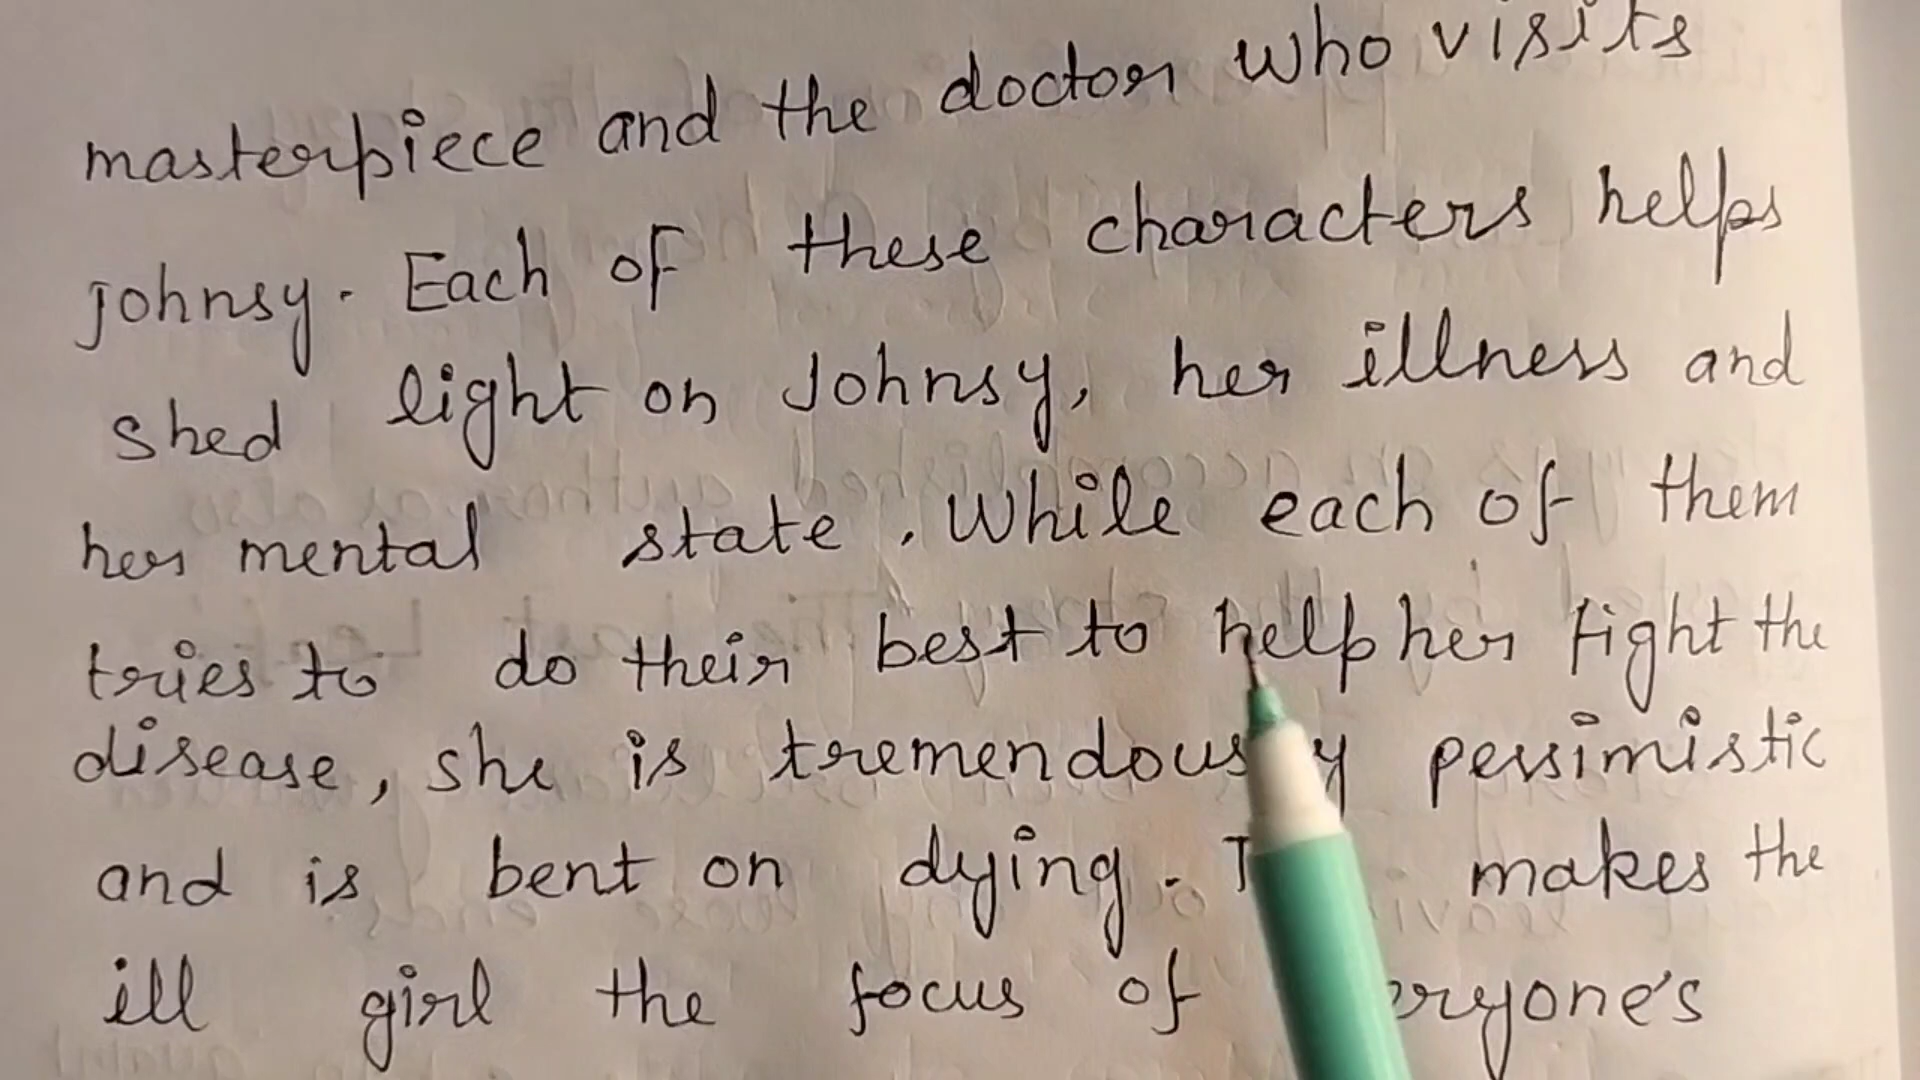 masterpiece and the doctor who visits
johnsy. Each of these characters helps
shed light on Johnsy, her illness and
her mental state. While each of them
tries to do their best to help her fight the
disease, she is tremendously pessimistic
and is bent on dying. makes the
ill girl the focus of everyone's